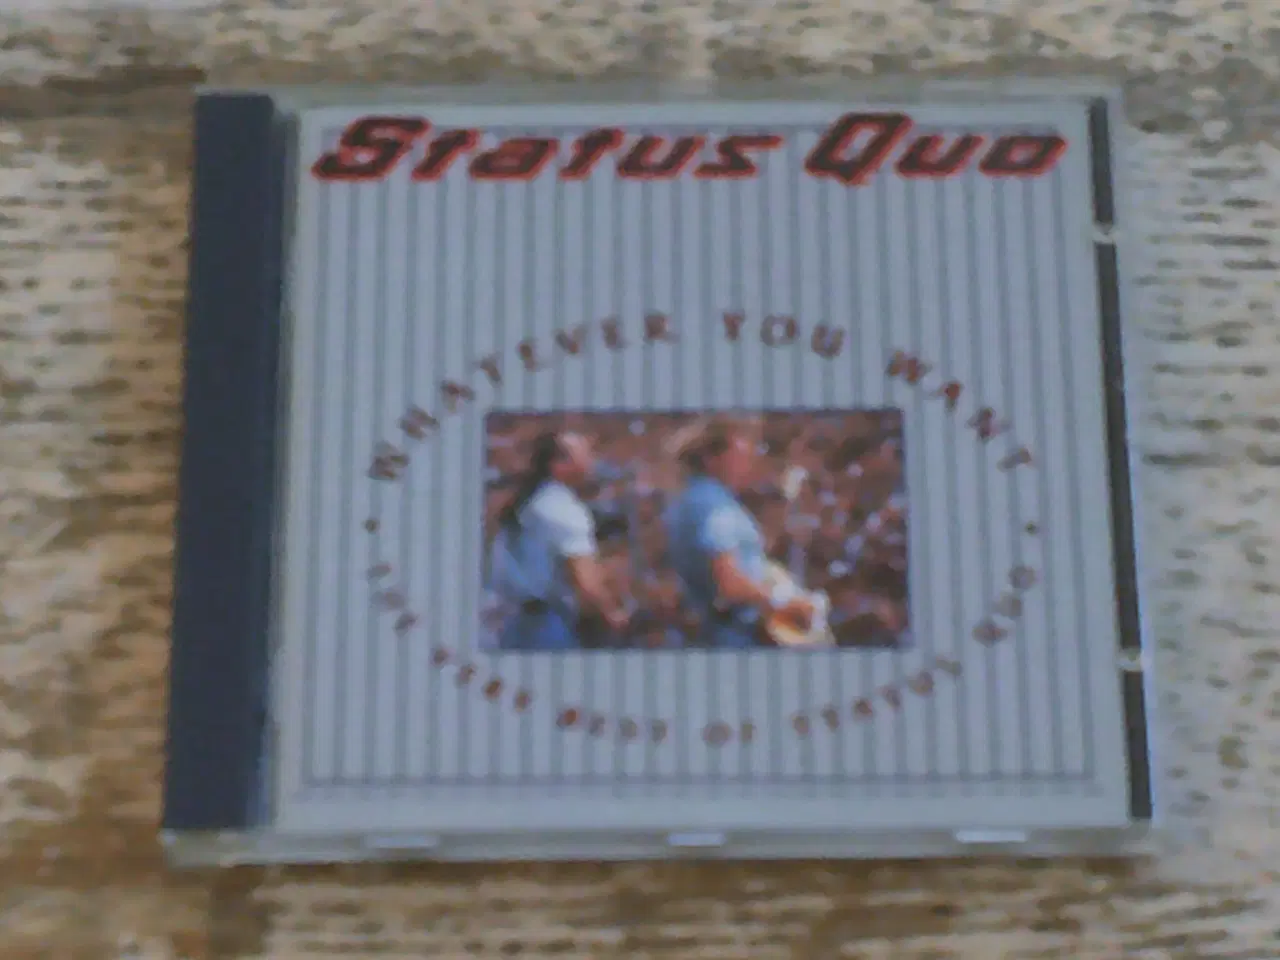 Status Quo
WHATEVER YOU WANT
THE VERY BEST OF STATUS QUO